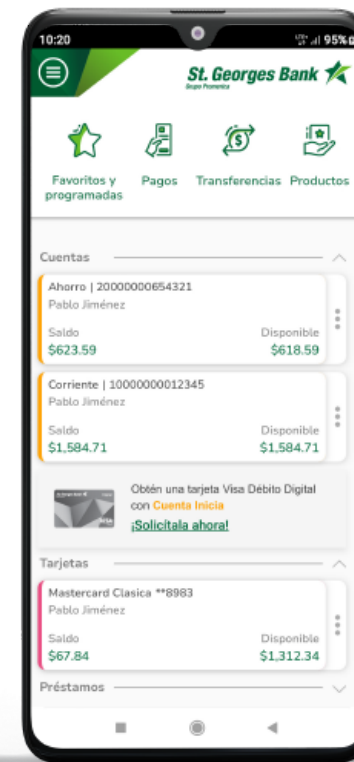 10:20
95%
St. Georges Bank
Grupo Promerica
Favoritos y
programadas
Pagos
Transferencias
Productos
Cuentas
Ahorro | 20000000654321
Pablo Jiménez
Saldo Disponible
$623.59 $618.59
Corriente | 10000000012345
Pablo Jiménez
Saldo Disponible
$1,584.71 $1,584.71
Obtén una tarjeta Visa Débito Digital
con Cuenta Inicia
¡Solicítala ahora!
Tarjetas
Mastercard Clasica **8983
Pablo Jiménez
Saldo Disponible
$67.84 $1,312.34
Préstamos